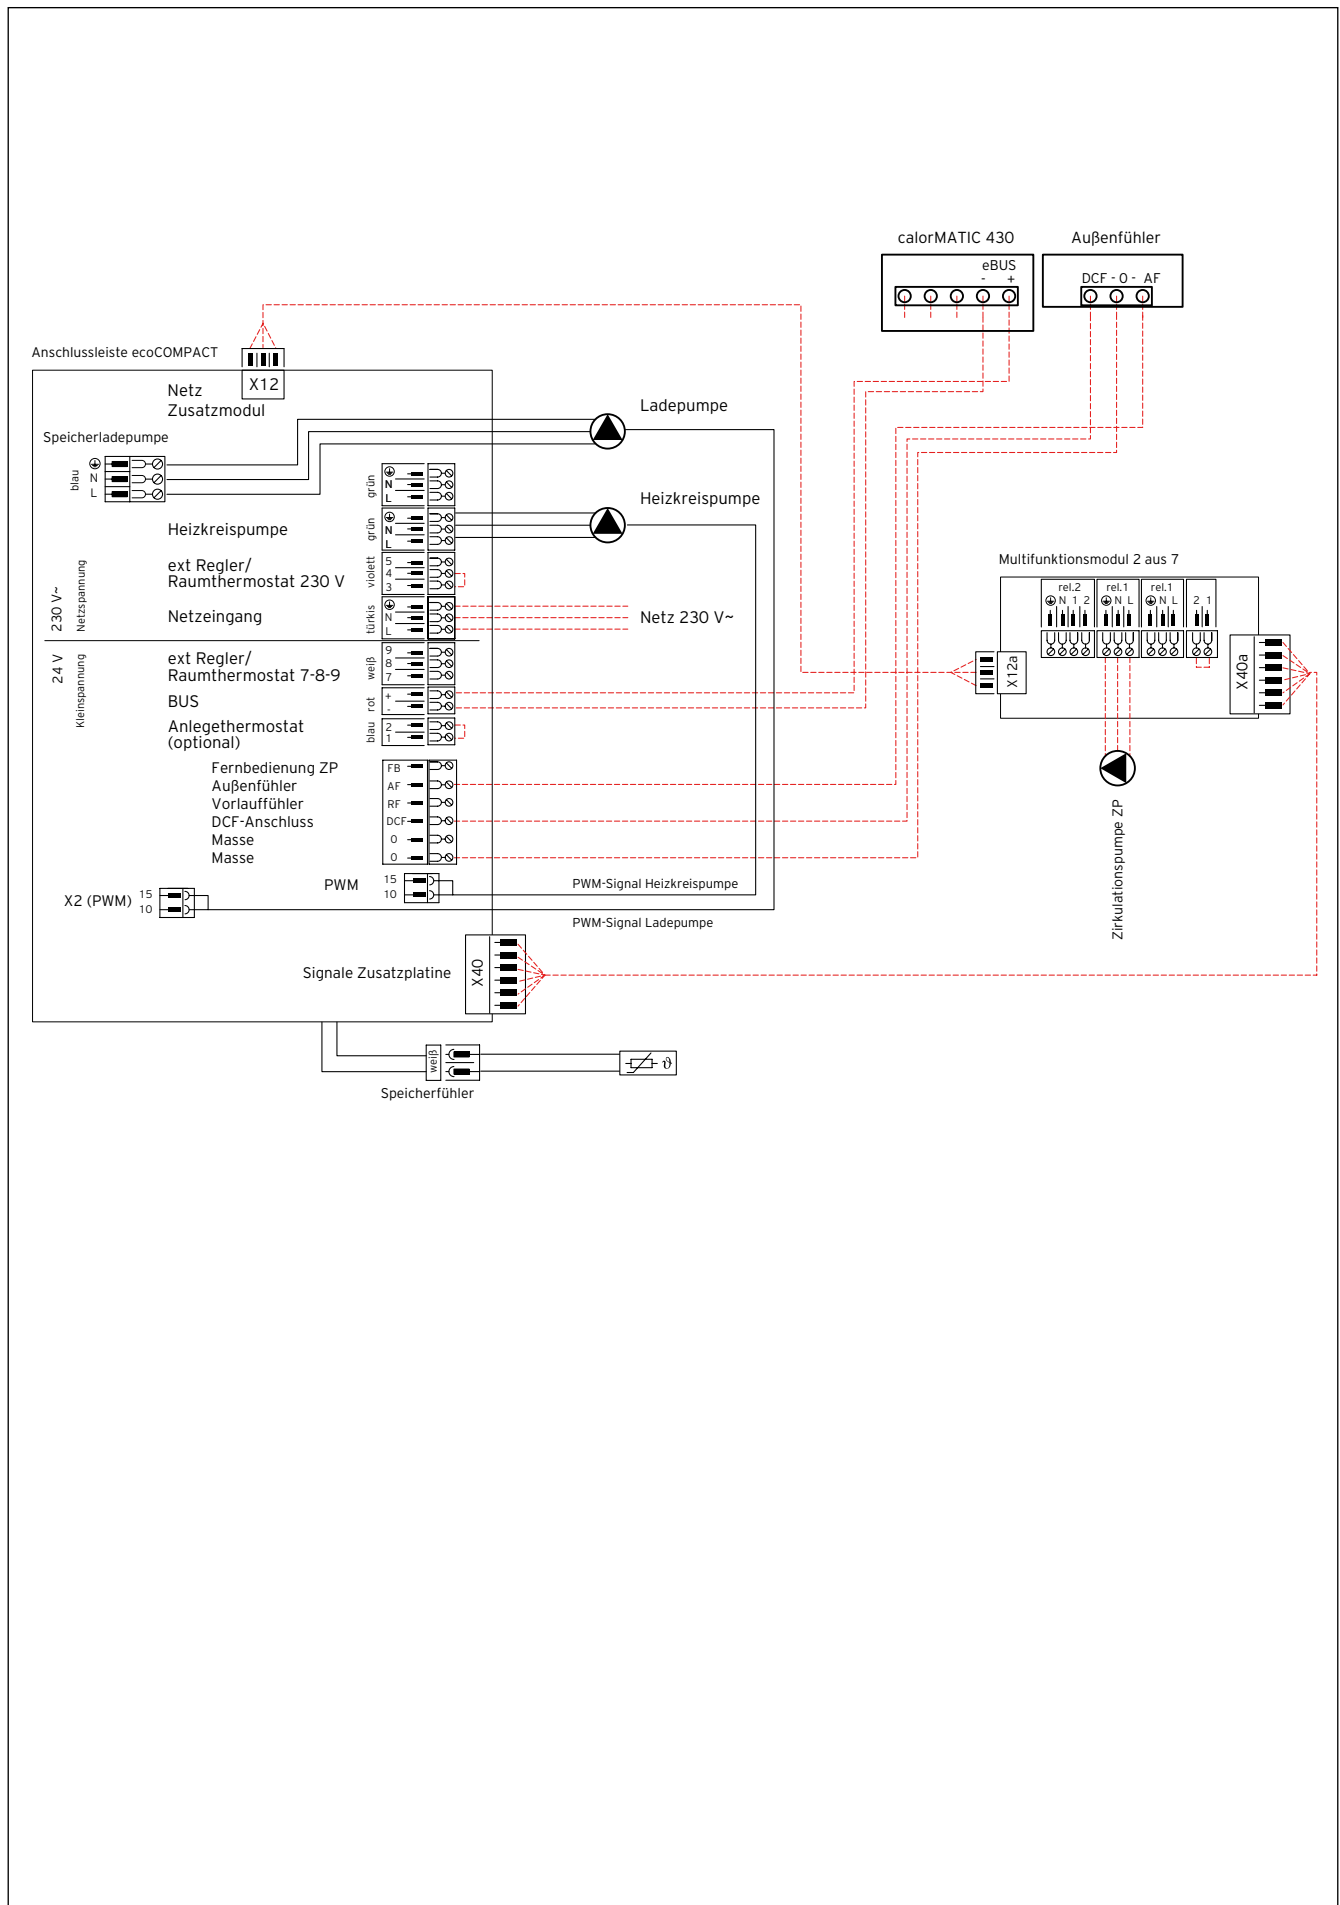 calorMATIC 430
eBUS
- +
Außenfühler
DCF - 0 - AF
Anschlussleiste ecoCOMPACT
X12
Netz
Zusatzmodul
Speicherladepumpe
blau
N
L
Ladepumpe
grün
N
L
Heizkreispumpe
Heizkreispumpe
grün
N
L
230 V~
Netzspannung
ext Regler/
Raumthermostat 230 V
violett
5
4
3
Netzeingang
türkis
N
L
Netz 230 V~
24 V
Kleinspannung
ext Regler/
Raumthermostat 7-8-9
weiß
9
8
7
BUS
rot
+
-
Anlegethermostat
(optional)
blau
2
1
Fernbedienung ZP
FB
Außenfühler
AF
Vorlauffühler
RF
DCF-Anschluss
DCF
Masse
0
Masse
0
PWM
15
10
PWM-Signal Heizkreispumpe
X2 (PWM)
15
10
PWM-Signal Ladepumpe
Signale Zusatzplatine
X40
weiß
ϑ
Speicherfühler
Multifunktionsmodul 2 aus 7
rel.2
N 1 2
rel.1
N L
rel.1
N L
2 1
X12a
X40a
Zirkulationspumpe ZP